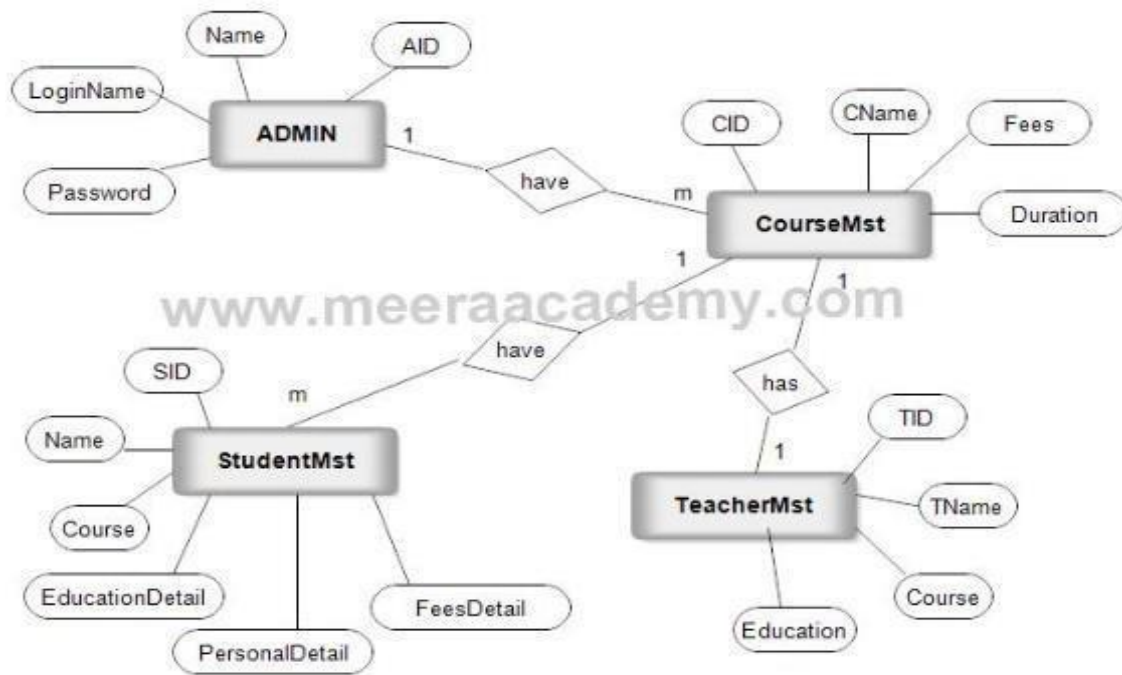 Name
AID
LoginName
ADMIN
Password
1
have
m
CID
CName
Fees
CourseMst
Duration
1
1
www.meeraacademy.com
have
m
has
1
SID
Name
StudentMst
Course
EducationDetail
PersonalDetail
FeesDetail
TID
TeacherMst
TName
Course
Education